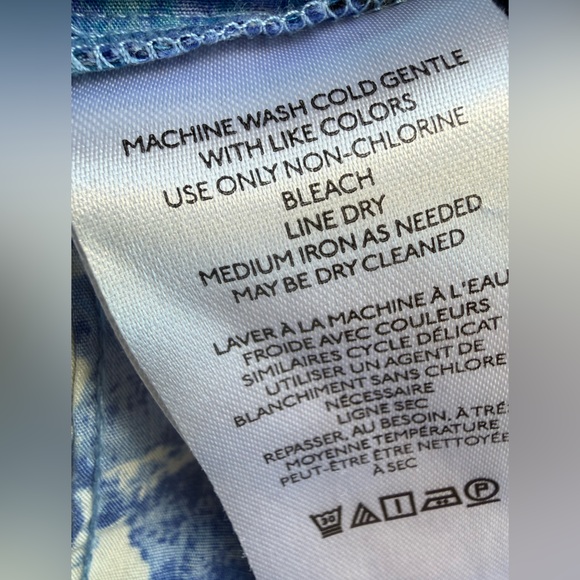 MACHINE WASH COLD GENTLE
WITH LIKE COLORS
USE ONLY NON-CHLORINE
BLEACH
LINE DRY
MEDIUM IRON AS NEEDED
MAY BE DRY CLEANED
LAVER À LA MACHINE À L'EAU
FROIDE AVEC COULEURS
SIMILAIRES CYCLE DÉLICAT
UTILISER UN AGENT DE
BLANCHIMENT SANS CHLORE
NÉCESSAIRE
LIGNE SEC
REPASSER, AU BESOIN, À TRÉS
MOYENNE TEMPÉRATURE
PEUT-ÊTRE ÊTRE NETTOYÉE
À SEC
30 P